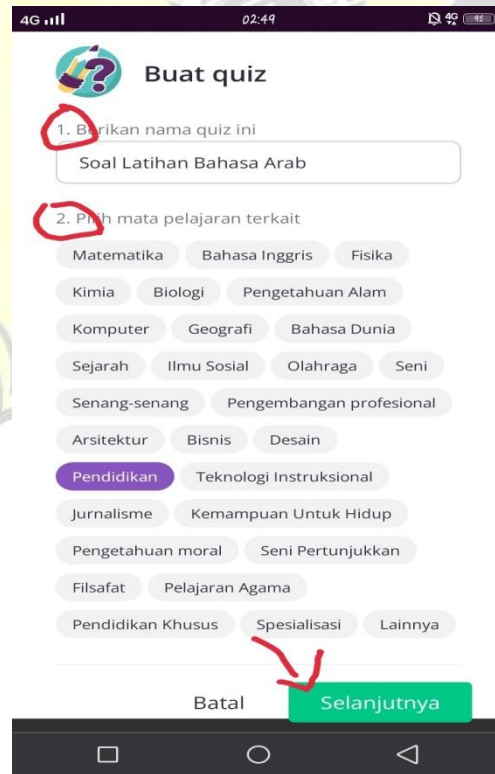 4G 02:49 4G 95
Buat quiz
1. Berikan nama quiz ini
Soal Latihan Bahasa Arab
2. Pilih mata pelajaran terkait
Matematika Bahasa Inggris Fisika
Kimia Biologi Pengetahuan Alam
Komputer Geografi Bahasa Dunia
Sejarah Ilmu Sosial Olahraga Seni
Senang-senang Pengembangan profesional
Arsitektur Bisnis Desain
Pendidikan Teknologi Instruksional
Jurnalisme Kemampuan Untuk Hidup
Pengetahuan moral Seni Pertunjukkan
Filsafat Pelajaran Agama
Pendidikan Khusus Spesialisasi Lainnya
Batal Selanjutnya